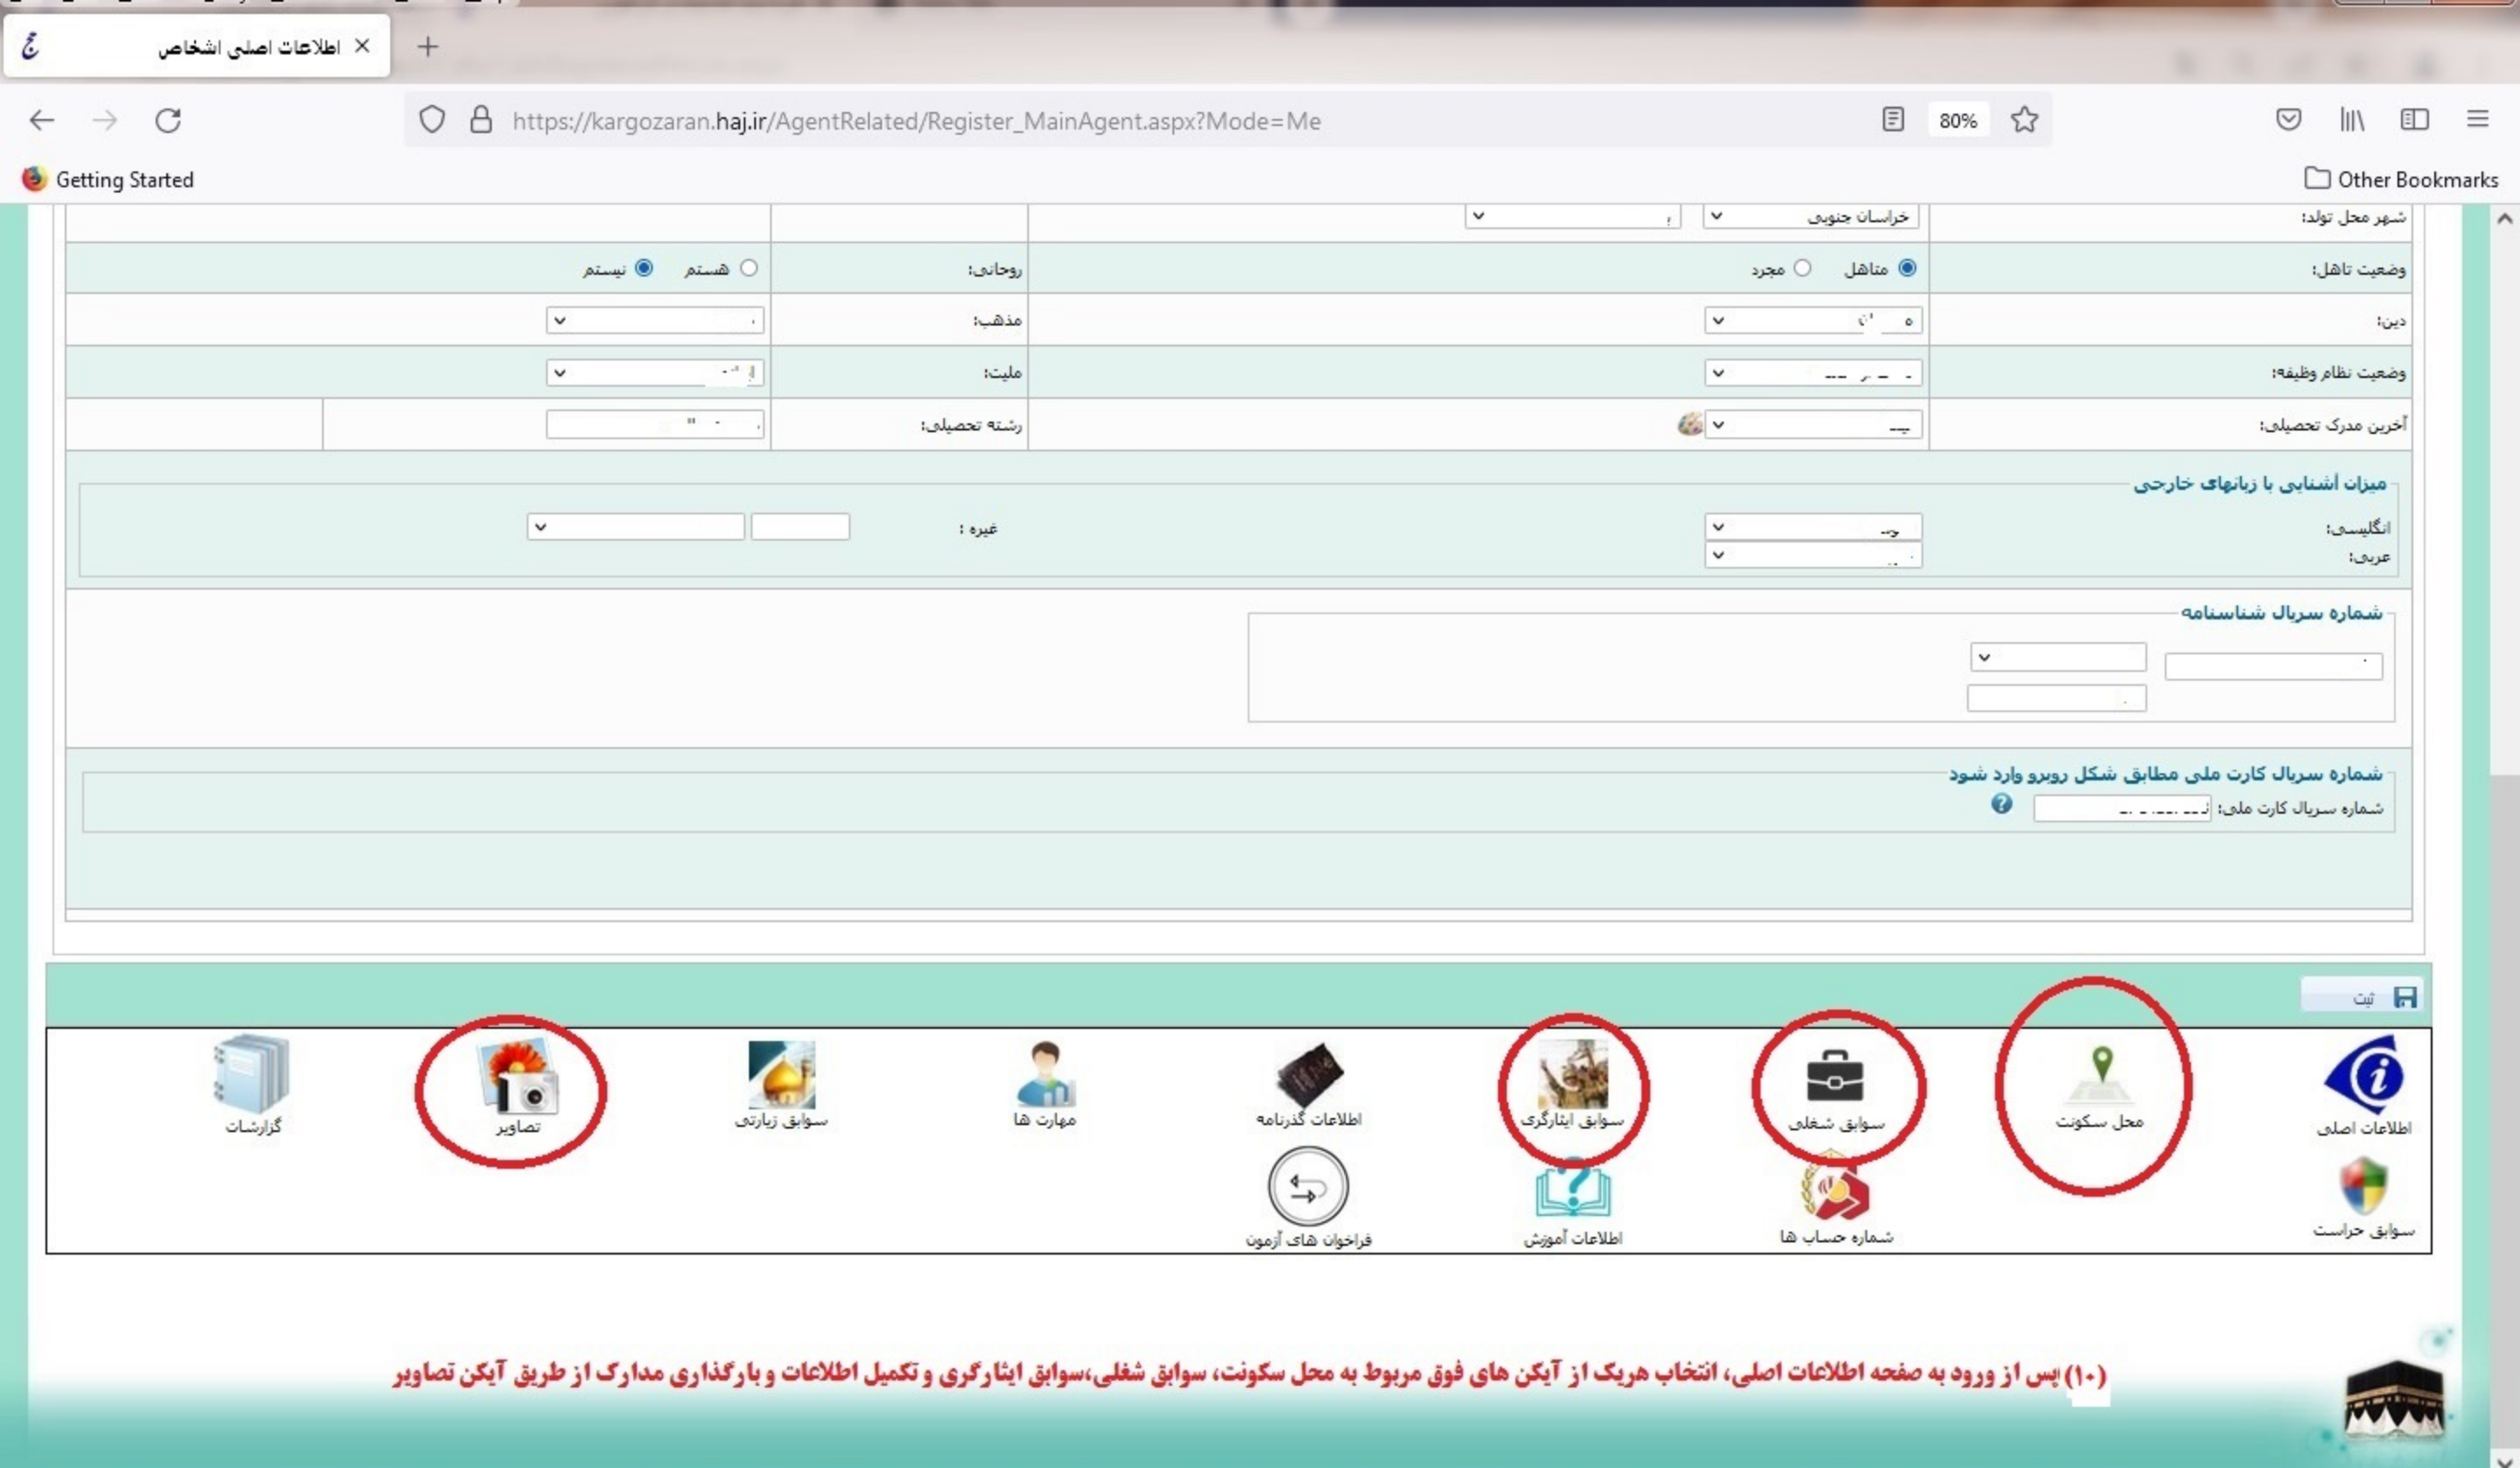 اطلاعات اصلی اشخاص
https://kargozaran.haj.ir/AgentRelated/Register_MainAgent.aspx?Mode=Me
80%
Getting Started
Other Bookmarks
شهر محل تولد: خراسان جنوبی
وضعیت تاهل: متاهل مجرد روحانی: هستم نیستم
دین: مذهب:
وضعیت نظام وظیفه: ملیت:
آخرین مدرک تحصیلی: رشته تحصیلی:
میزان آشنایی با زبانهای خارجی
انگلیسی: غیره :
عربی:
شماره سریال شناسنامه
شماره سریال کارت ملی مطابق شکل روبرو وارد شود
شماره سریال کارت ملی:
ثبت
اطلاعات اصلی محل سکونت سوابق شغلی سوابق ایثارگری اطلاعات گذرنامه مهارت ها سوابق زیارتی تصاویر گزارشات
سوابق حراست شماره حساب ها اطلاعات آموزش فراخوان های آزمون
(۱۰) پس از ورود به صفحه اطلاعات اصلی، انتخاب هریک از آیکن های فوق مربوط به محل سکونت، سوابق شغلی،سوابق ایثارگری و تکمیل اطلاعات و بارگذاری مدارک از طریق آیکن تصاویر